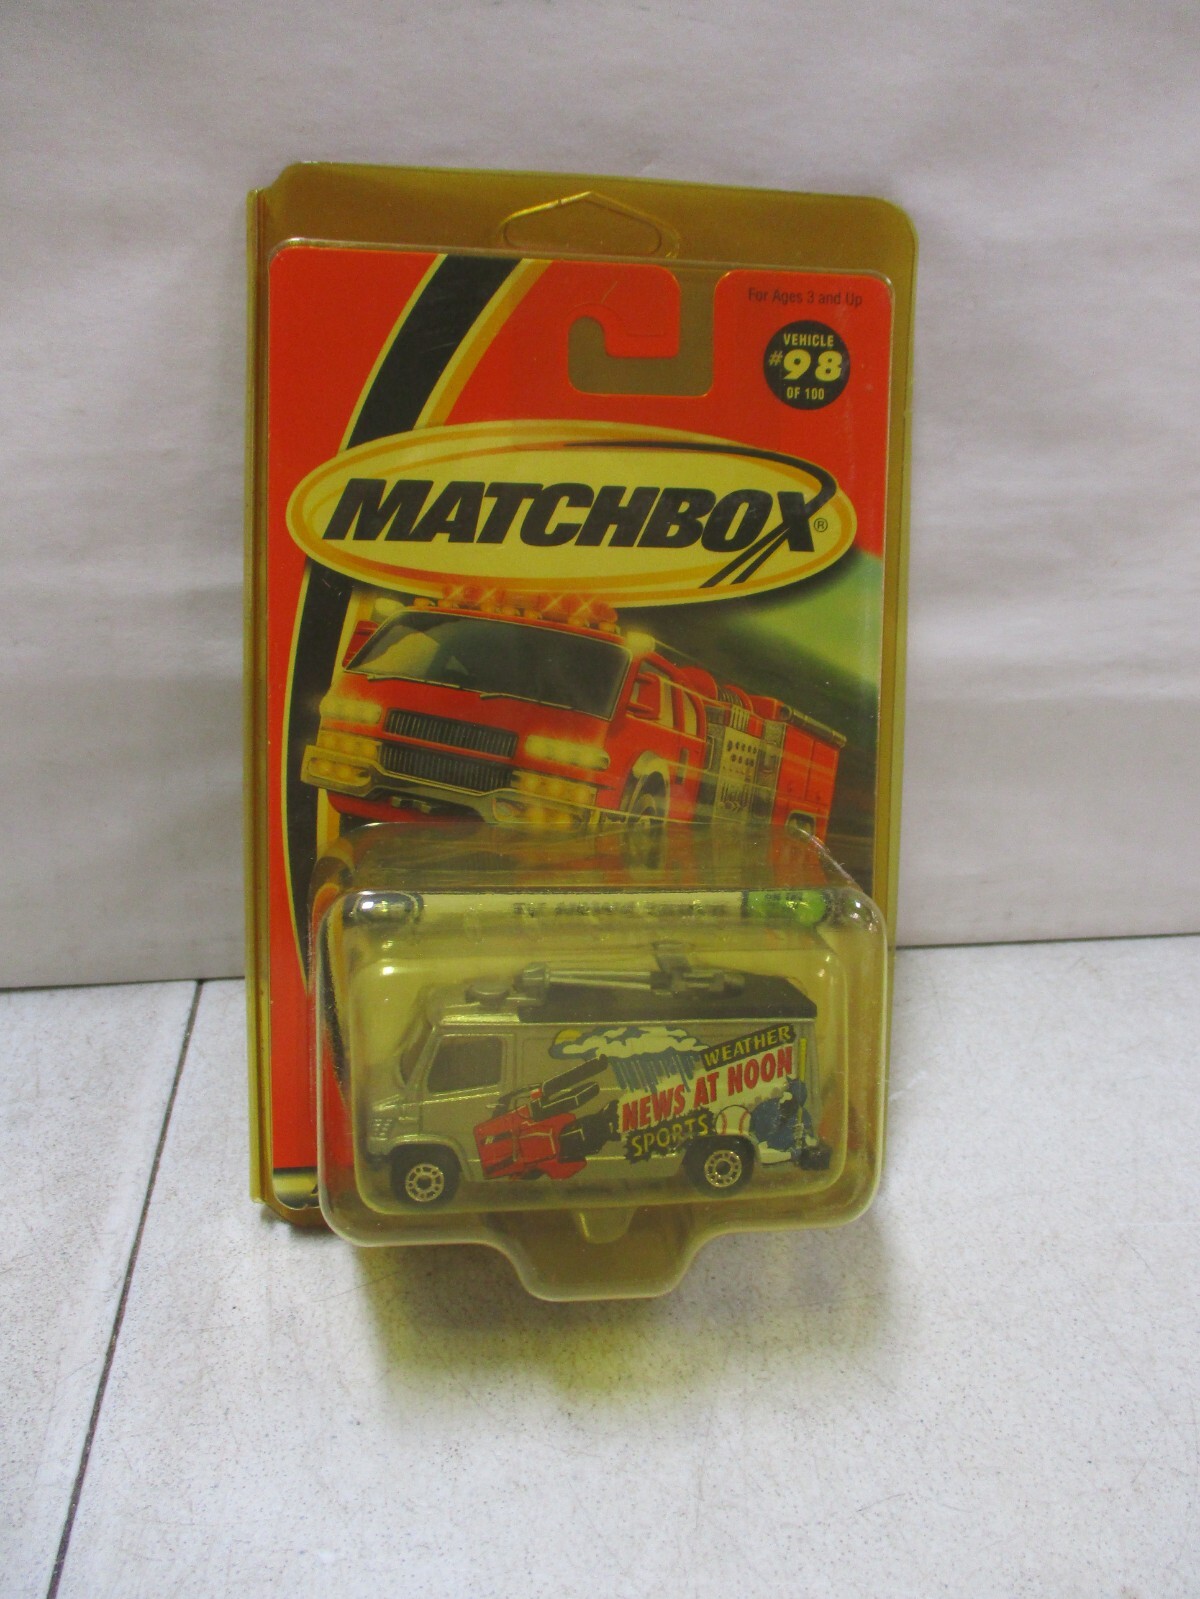 For Ages 3 and Up
VEHICLE
#98
OF 100
MATCHBOX®
WEATHER
NEWS AT NOON
SPORTS